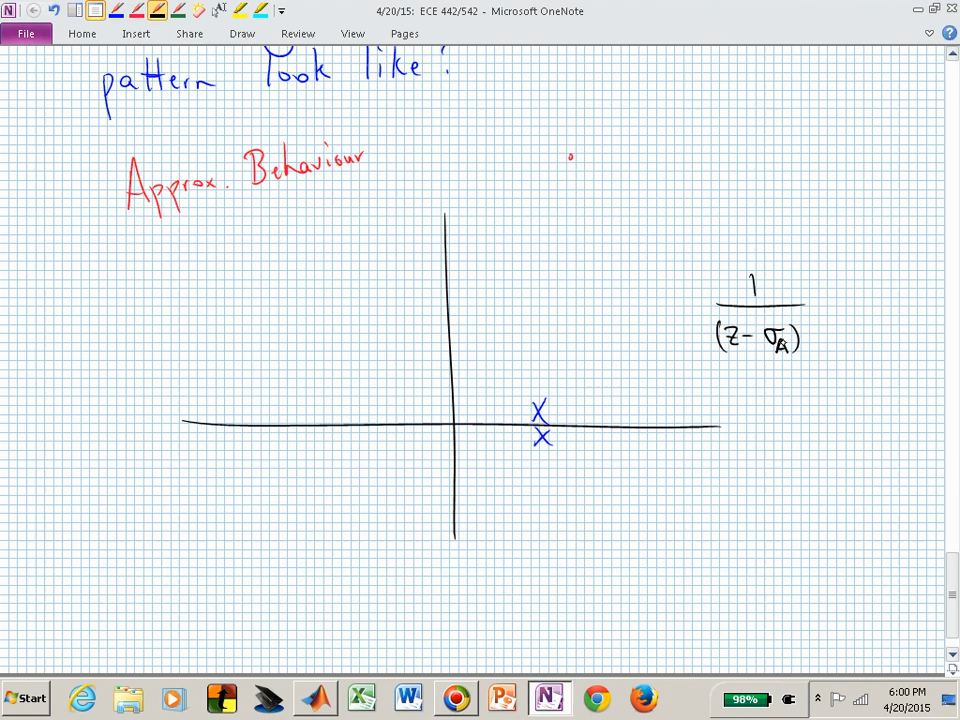 4/20/15: ECE 442/542 - Microsoft OneNote
File Home Insert Share Draw Review View Pages
pattern look like?
Approx. Behaviour
1
(z - σA)
X
X
Start
98%
6:00 PM
4/20/2015